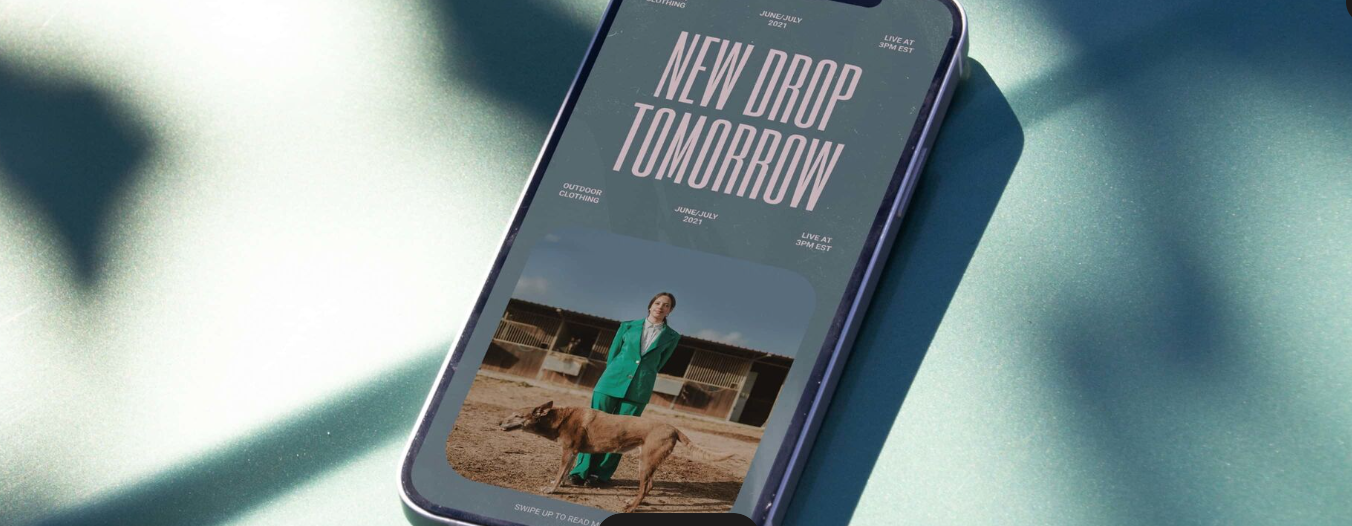 CLOTHING
JUNE/JULY
2021
LIVE AT
3PM EST
NEW DROP
TOMORROW
OUTDOOR
CLOTHING
JUNE/JULY
2021
LIVE AT
3PM EST
SWIPE UP TO READ